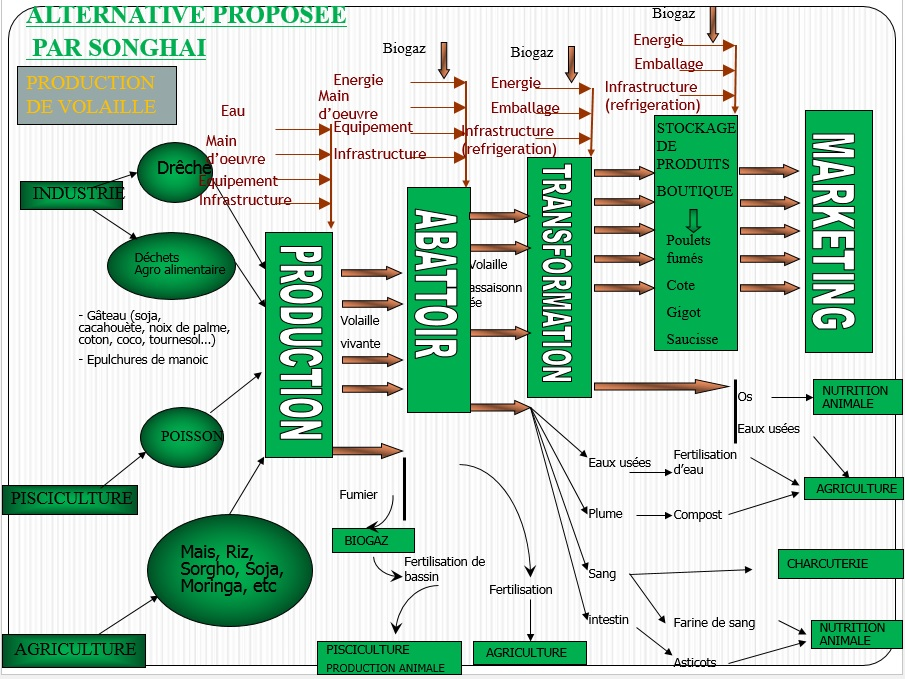 ALTERNATIVE PROPOSEE
PAR SONGHAI
PRODUCTION
DE VOLAILLE
Eau
Main
d’oeuvre
Equipement
Infrastructure
Biogaz
Energie
Main
d’oeuvre
Equipement
Infrastructure
Biogaz
Energie
Emballage
Infrastructure
(refrigeration)
Biogaz
Energie
Emballage
Infrastructure
(refrigeration)
INDUSTRIE
Drêche
Déchets
Agro alimentaire
- Gâteau (soja,
cacahouète, noix de palme,
coton, coco, tournesol...)
- Epulchures de manoic
POISSON
PISCICULTURE
Mais, Riz,
Sorgho, Soja,
Moringa, etc
AGRICULTURE
PRODUCTION
Volaille
vivante
ABATTOIR
Volaille
assaisonn
ée
TRANSFORMATION
STOCKAGE
DE
PRODUITS
BOUTIQUE
Poulets
fumés
Cote
Gigot
Saucisse
MARKETING
Fumier
BIOGAZ
Fertilisation de
bassin
PISCICULTURE
PRODUCTION ANIMALE
Fertilisation
AGRICULTURE
Eaux usées
Fertilisation
d’eau
Plume
Compost
Sang
Farine de sang
intestin
Asticots
Os
Eaux usées
NUTRITION
ANIMALE
AGRICULTURE
CHARCUTERIE
NUTRITION
ANIMALE